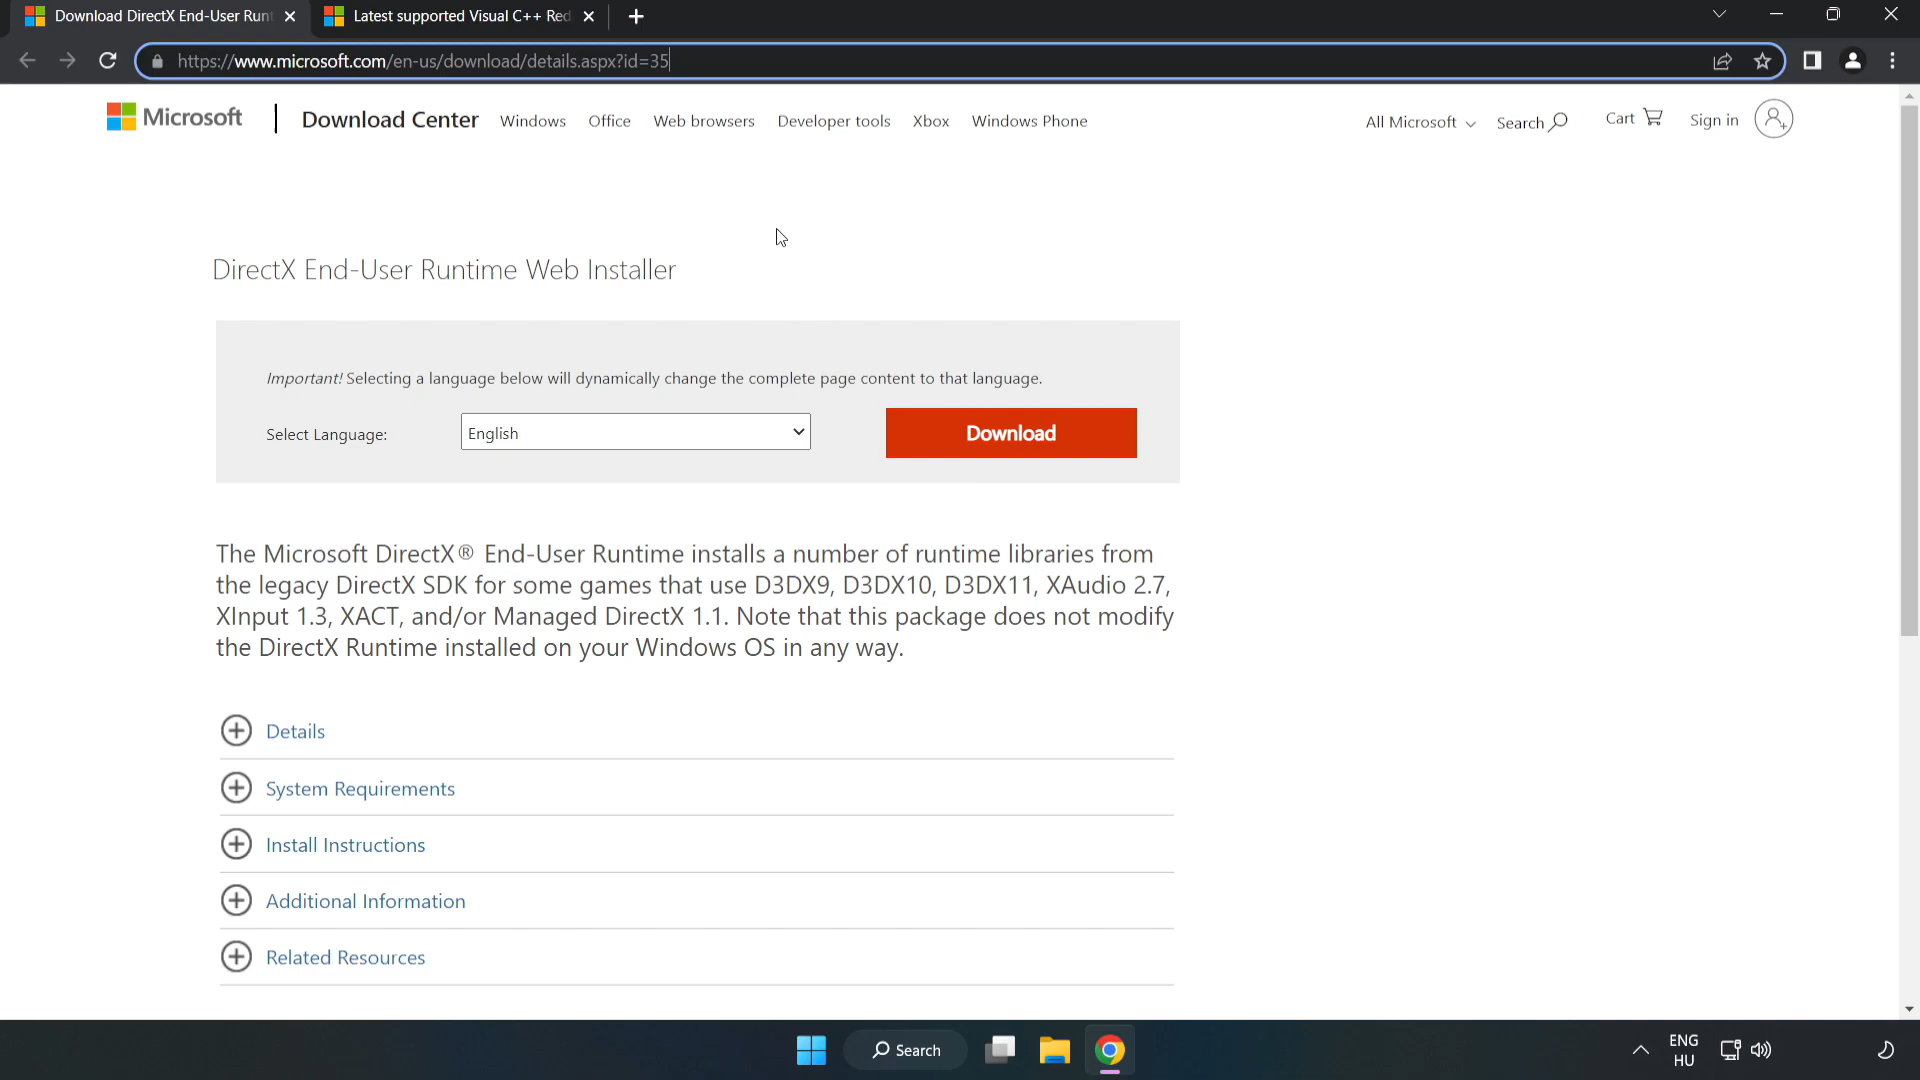 Download DirectX End-User Runt
Latest supported Visual C++ Red
https://www.microsoft.com/en-us/download/details.aspx?id=35
Microsoft
Download Center
Windows
Office
Web browsers
Developer tools
Xbox
Windows Phone
All Microsoft
Search
Cart
Sign in
DirectX End-User Runtime Web Installer
Important! Selecting a language below will dynamically change the complete page content to that language.
Select Language:
English
Download
The Microsoft DirectX® End-User Runtime installs a number of runtime libraries from
the legacy DirectX SDK for some games that use D3DX9, D3DX10, D3DX11, XAudio 2.7,
XInput 1.3, XACT, and/or Managed DirectX 1.1. Note that this package does not modify
the DirectX Runtime installed on your Windows OS in any way.
Details
System Requirements
Install Instructions
Additional Information
Related Resources
Search
ENG
HU